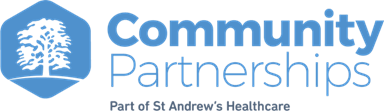 Community
Partnerships
Part of St Andrew's Healthcare